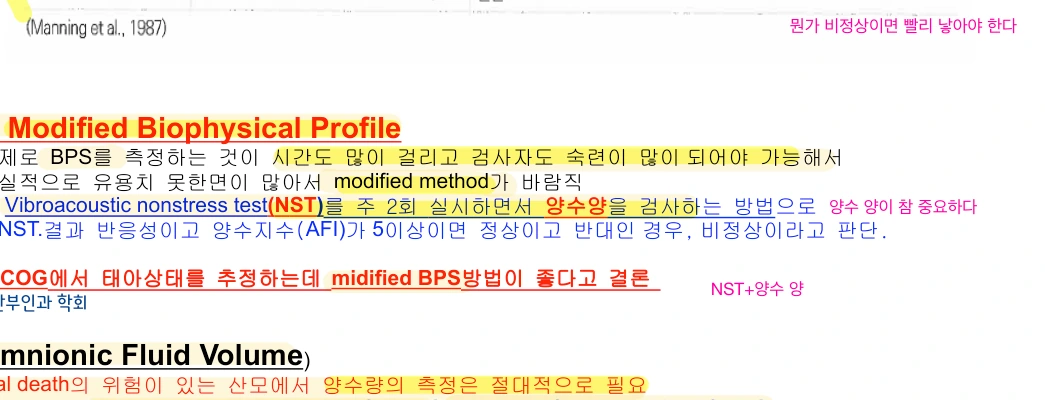 (Manning et al., 1987)
뭔가 비정상이면 빨리 낳아야 한다
Modified Biophysical Profile
제로 BPS를 측정하는 것이 시간도 많이 걸리고 검사자도 숙련이 많이 되어야 가능해서
실적으로 유용치 못한면이 많아서 modified method가 바람직
Vibroacoustic nonstress test(NST)를 주 2회 실시하면서 양수양을 검사하는 방법으로 양수 양이 참 중요하다
NST.결과 반응성이고 양수지수(AFI)가 5이상이면 정상이고 반대인 경우, 비정상이라고 판단.
COG에서 태아상태를 추정하는데 midified BPS방법이 좋다고 결론
NST+양수 양
부인과 학회
mnionic Fluid Volume)
al death의 위험이 있는 산모에서 양수량의 측정은 절대적으로 필요